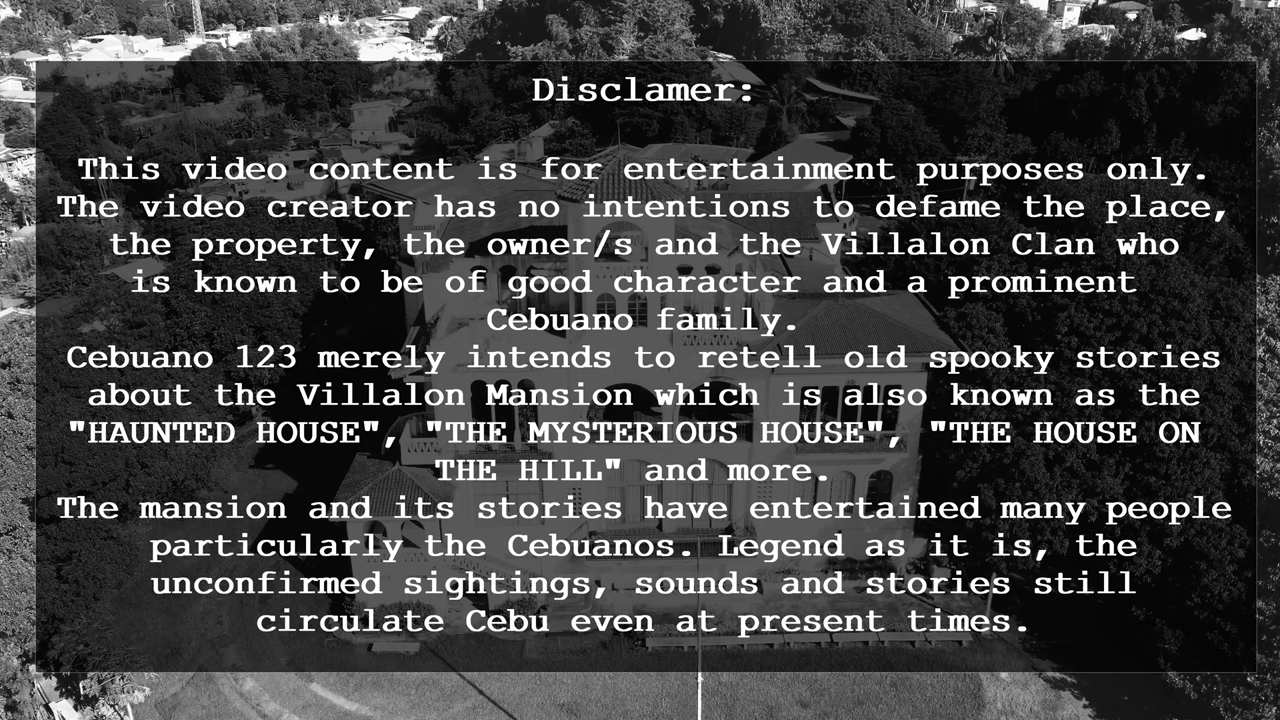 Disclamer:
This video content is for entertainment purposes only.
The video creator has no intentions to defame the place,
the property, the owner/s and the Villalon Clan who
is known to be of good character and a prominent
Cebuano family.
Cebuano 123 merely intends to retell old spooky stories
about the Villalon Mansion which is also known as the
"HAUNTED HOUSE", "THE MYSTERIOUS HOUSE", "THE HOUSE ON
THE HILL" and more.
The mansion and its stories have entertained many people
particularly the Cebuanos. Legend as it is, the
unconfirmed sightings, sounds and stories still
circulate Cebu even at present times.